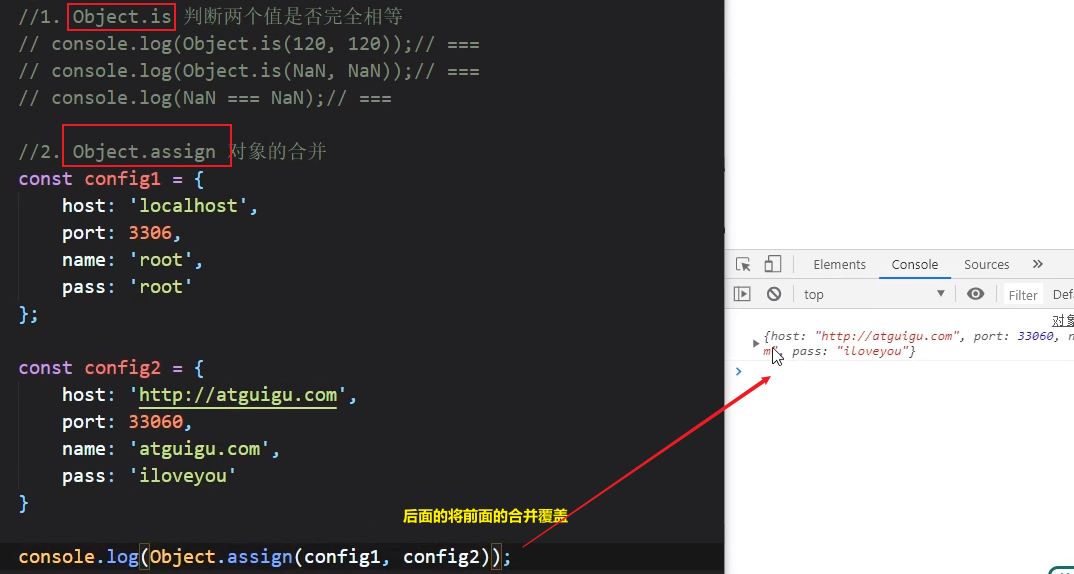 //1. Object.is 判断两个值是否完全相等
// console.log(Object.is(120, 120));// ===
// console.log(Object.is(NaN, NaN));// ===
// console.log(NaN === NaN);// ===
//2. Object.assign 对象的合并
const config1 = {
host: 'localhost',
port: 3306,
name: 'root',
pass: 'root'
};
const config2 = {
host: 'http://atguigu.com',
port: 33060,
name: 'atguigu.com',
pass: 'iloveyou'
}
后面的将前面的合并覆盖
console.log(Object.assign(config1, config2));
Elements Console Sources »
top Filter Def
对象
{host: "http://atguigu.com", port: 33060, n
m", pass: "iloveyou"}